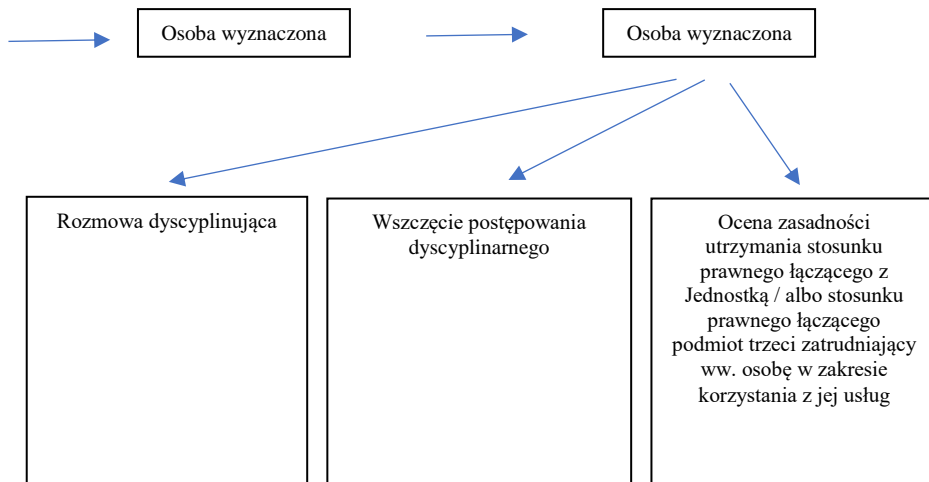 Osoba wyznaczona
Osoba wyznaczona
Rozmowa dyscyplinująca
Wszczęcie postępowania
dyscyplinarnego
Ocena zasadności
utrzymania stosunku
prawnego łączącego z
Jednostką / albo stosunku
prawnego łączącego
podmiot trzeci zatrudniający
ww. osobę w zakresie
korzystania z jej usług